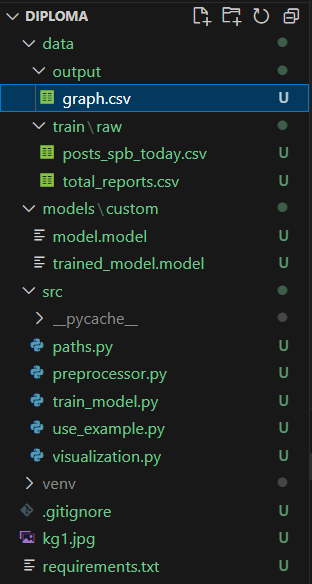 DIPLOMA
data
output
graph.csv U
train\raw
posts_spb_today.csv U
total_reports.csv U
models\custom
model.model U
trained_model.model U
src
__pycache__
paths.py U
preprocessor.py U
train_model.py U
use_example.py U
visualization.py U
venv
.gitignore U
kg1.jpg U
requirements.txt U